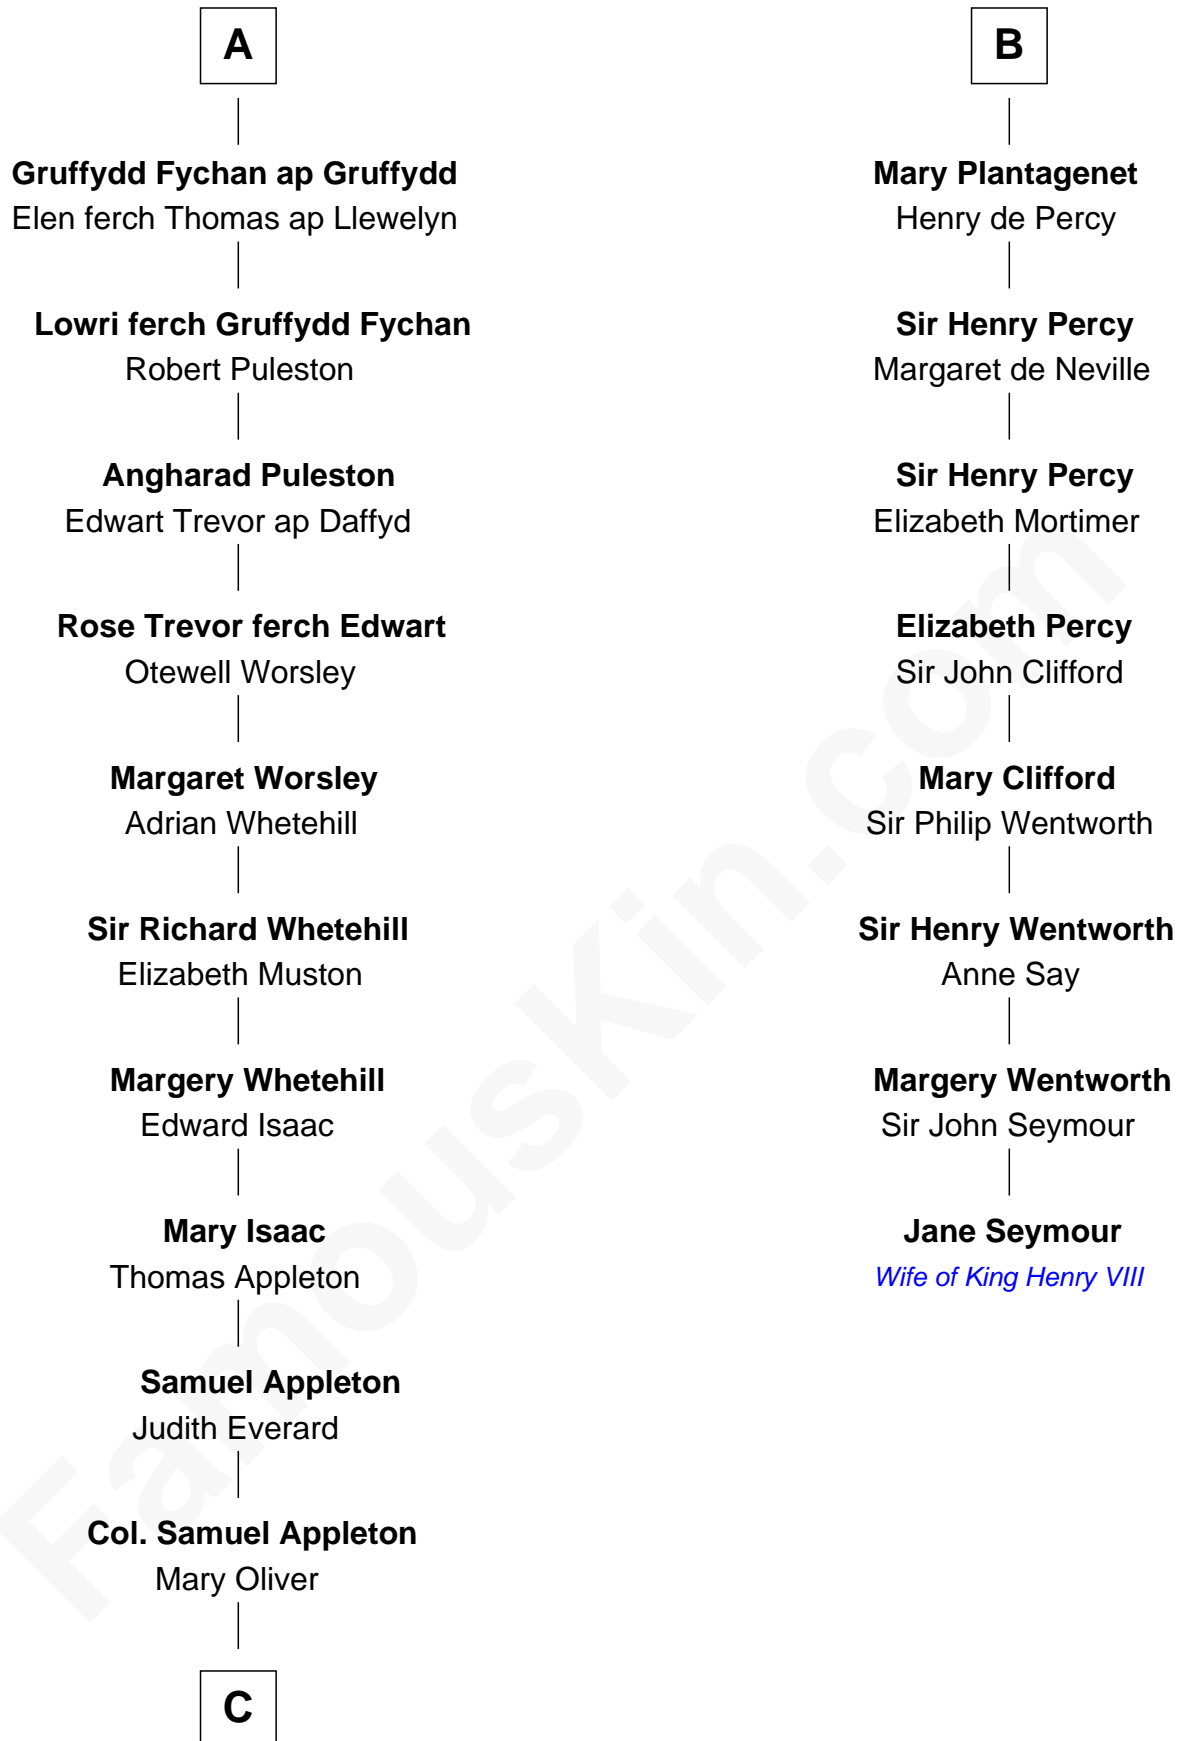 A
Gruffydd Fychan ap Gruffydd
Elen ferch Thomas ap Llewelyn
Lowri ferch Gruffydd Fychan
Robert Puleston
Angharad Puleston
Edwart Trevor ap Daffyd
Rose Trevor ferch Edwart
Otewell Worsley
Margaret Worsley
Adrian Whetehill
Sir Richard Whetehill
Elizabeth Muston
Margery Whetehill
Edward Isaac
Mary Isaac
Thomas Appleton
Samuel Appleton
Judith Everard
Col. Samuel Appleton
Mary Oliver
C
B
Mary Plantagenet
Henry de Percy
Sir Henry Percy
Margaret de Neville
Sir Henry Percy
Elizabeth Mortimer
Elizabeth Percy
Sir John Clifford
Mary Clifford
Sir Philip Wentworth
Sir Henry Wentworth
Anne Say
Margery Wentworth
Sir John Seymour
Jane Seymour
Wife of King Henry VIII
FamousKin.com